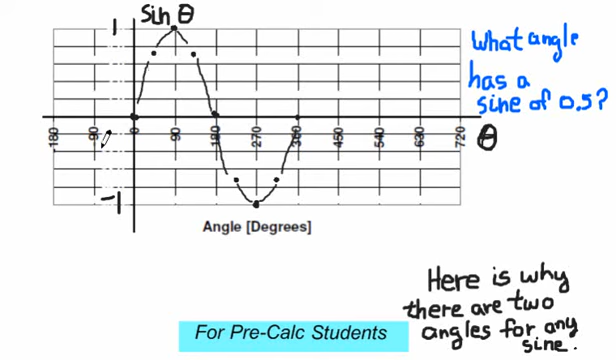 sin θ
1
What angle
has a
sine of 0.5?
180 90 0 90 180 270 360 450 540 630 720 θ
-1
Angle [Degrees]
Here is why
there are two
angles for any
sine.
For Pre-Calc Students